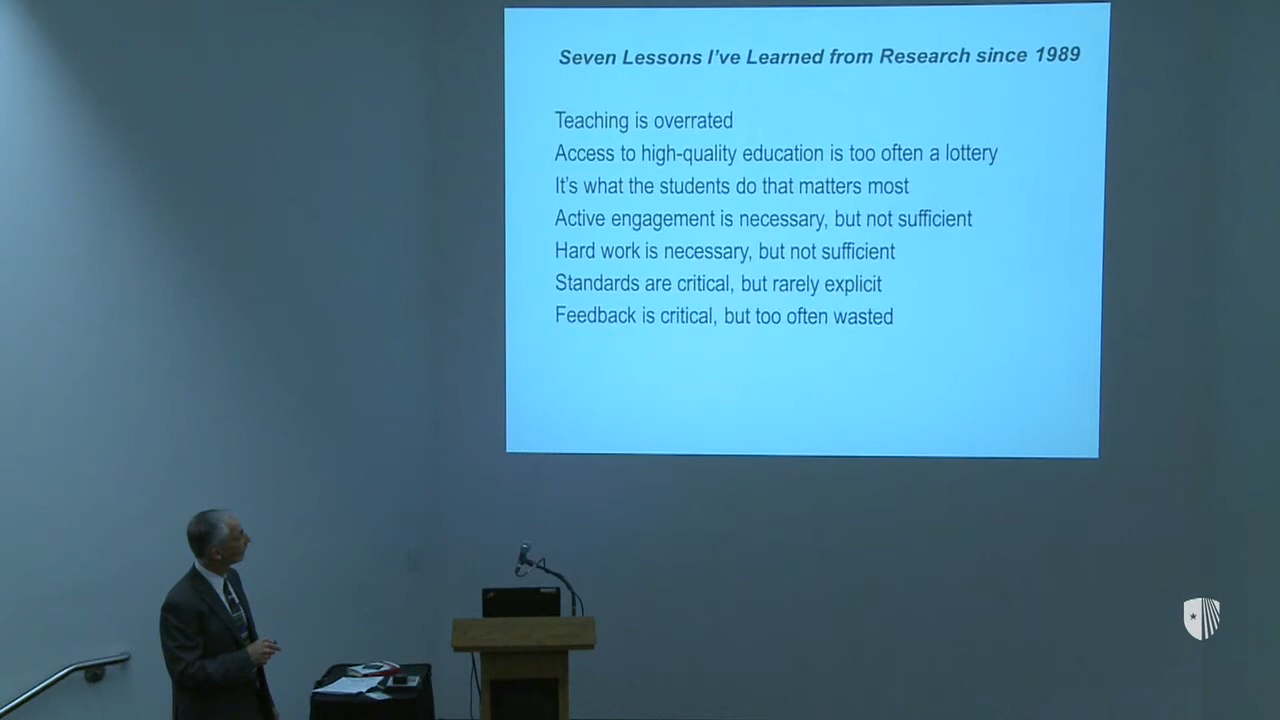 Seven Lessons I've Learned from Research since 1989
Teaching is overrated
Access to high-quality education is too often a lottery
It's what the students do that matters most
Active engagement is necessary, but not sufficient
Hard work is necessary, but not sufficient
Standards are critical, but rarely explicit
Feedback is critical, but too often wasted